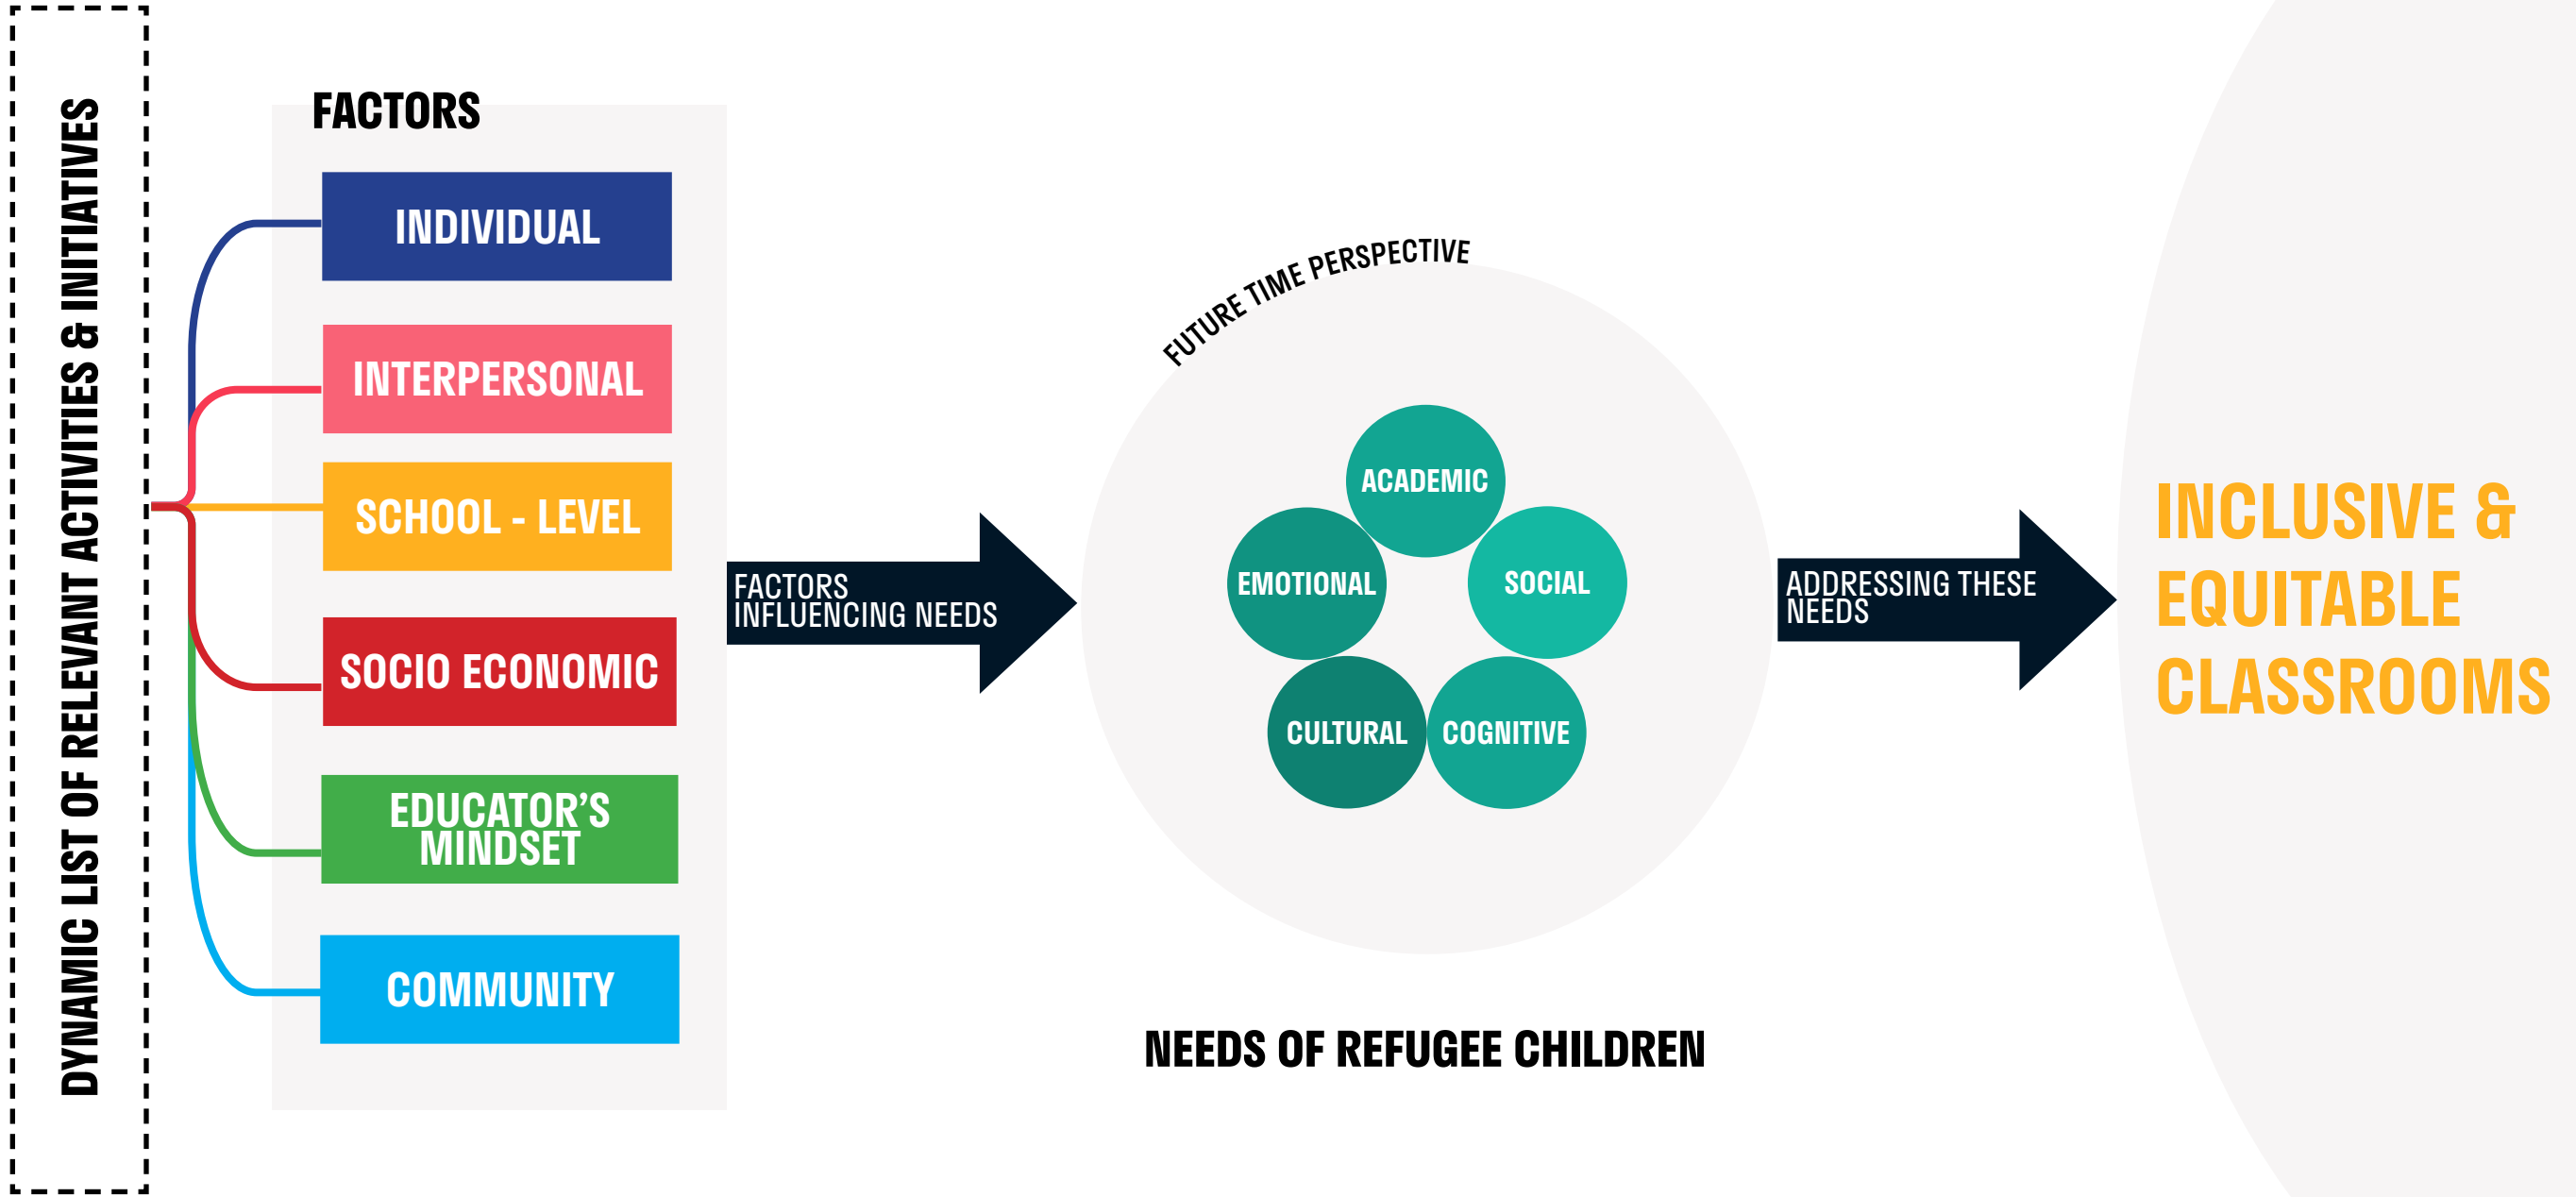 DYNAMIC LIST OF RELEVANT ACTIVITIES & INITIATIVES
FACTORS
INDIVIDUAL
INTERPERSONAL
SCHOOL - LEVEL
SOCIO ECONOMIC
EDUCATOR’S
MINDSET
COMMUNITY
FACTORS
INFLUENCING NEEDS
FUTURE TIME PERSPECTIVE
ACADEMIC
EMOTIONAL
SOCIAL
CULTURAL
COGNITIVE
NEEDS OF REFUGEE CHILDREN
ADDRESSING THESE
NEEDS
INCLUSIVE &
EQUITABLE
CLASSROOMS